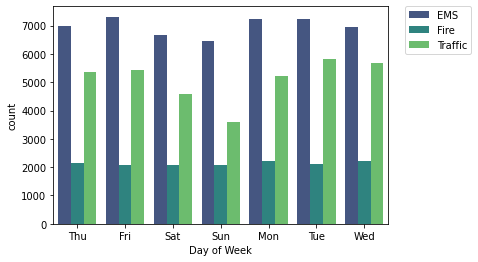 EMS
Fire
Traffic
7000
6000
5000
4000
3000
2000
1000
0
count
Thu Fri Sat Sun Mon Tue Wed
Day of Week